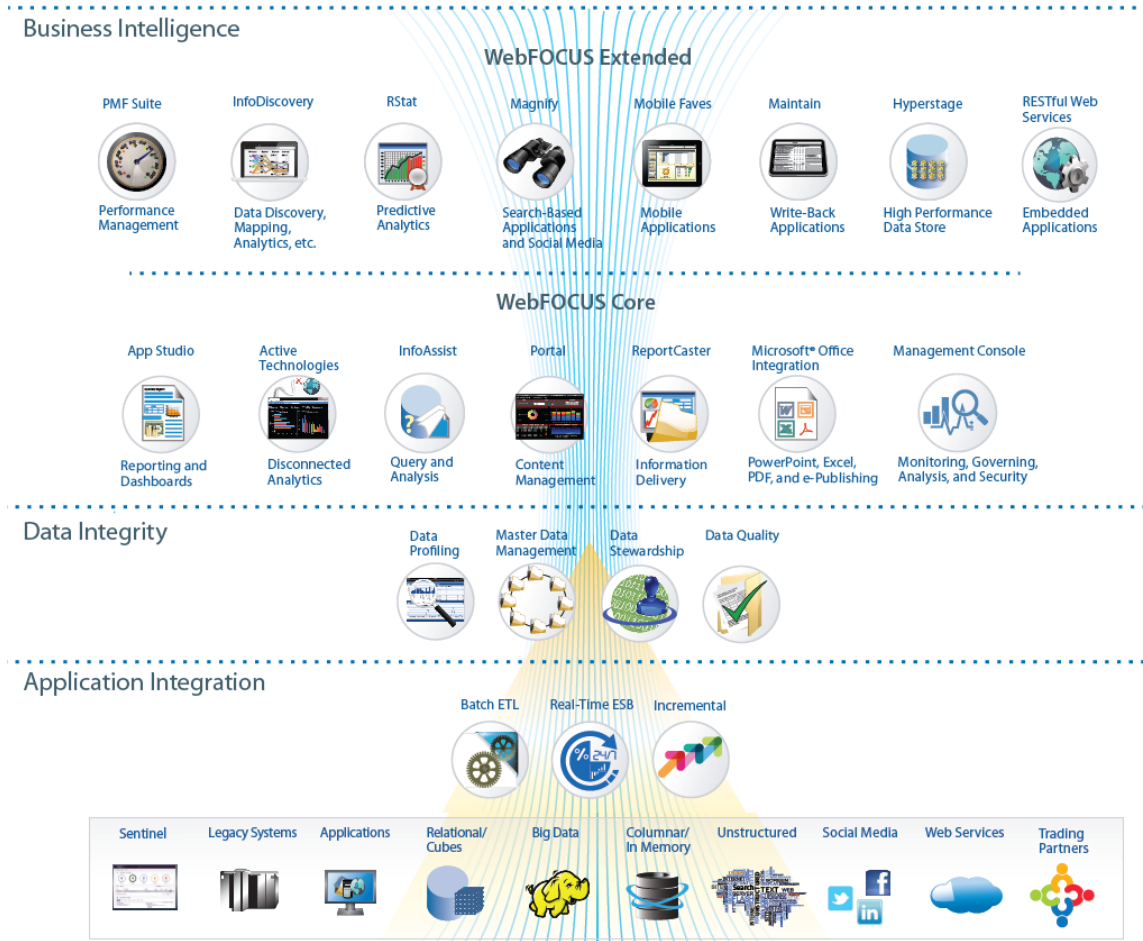 Business Intelligence
WebFOCUS Extended
PMF Suite
InfoDiscovery
RStat
Magnify
Mobile Faves
Maintain
Hyperstage
RESTful Web
Services
Performance
Management
Data Discovery,
Mapping,
Analytics, etc.
Predictive
Analytics
Search-Based
Applications
and Social Media
Mobile
Applications
Write-Back
Applications
High Performance
Data Store
Embedded
Applications
WebFOCUS Core
App Studio
Active
Technologies
InfoAssist
Portal
ReportCaster
Microsoft® Office
Integration
Management Console
Reporting and
Dashboards
Disconnected
Analytics
Query and
Analysis
Content
Management
Information
Delivery
PowerPoint, Excel,
PDF, and e-Publishing
Monitoring, Governing,
Analysis, and Security
Data Integrity
Data
Profiling
Master Data
Management
Data
Stewardship
Data Quality
Application Integration
Batch ETL
Real-Time ESB
Incremental
% 24/7
Sentinel
Legacy Systems
Applications
Relational/
Cubes
Big Data
Columnar/
In Memory
Unstructured
Social Media
Web Services
Trading
Partners
Search
TEXT
WEB
f
in